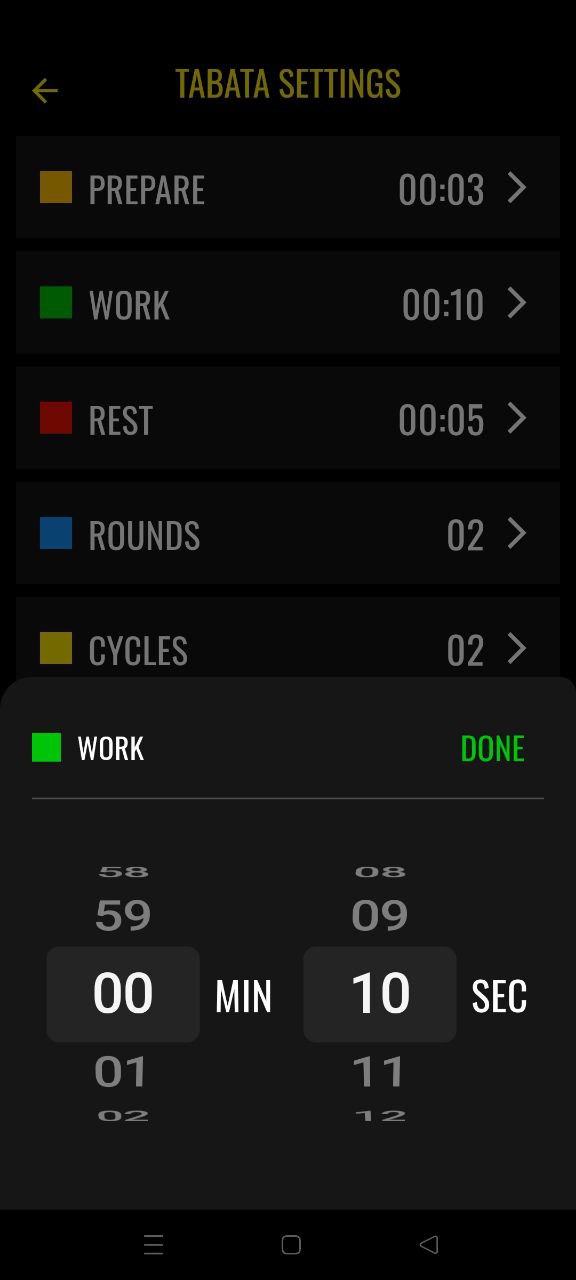 TABATA SETTINGS
PREPARE 00:03
WORK 00:10
REST 00:05
ROUNDS 02
CYCLES 02
WORK DONE
58 08
59 09
00 MIN 10 SEC
01 11
02 12